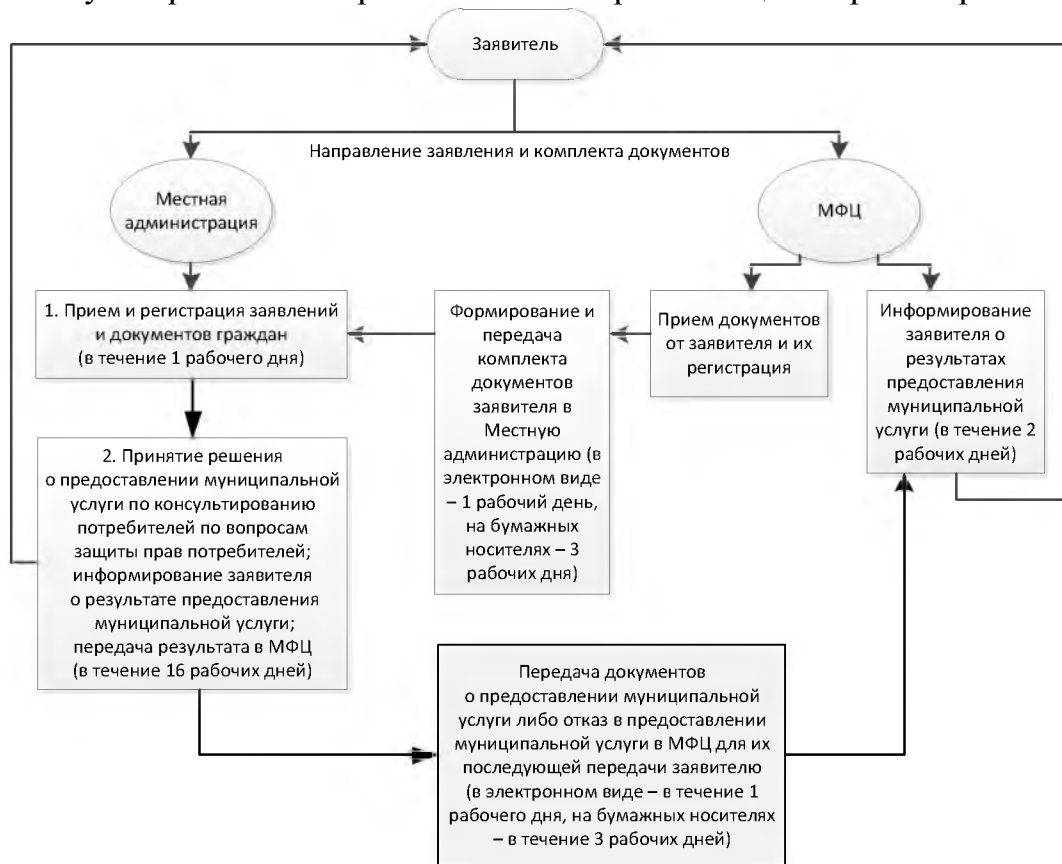 Заявитель
Направление заявления и комплекта документов
Местная
администрация
МФЦ
1. Прием и регистрация заявлений
и документов граждан
(в течение 1 рабочего дня)
Формирование и
передача
комплекта
документов
заявителя в
Местную
администрацию (в
электронном виде
– 1 рабочий день,
на бумажных
носителях – 3
рабочих дня)
Прием документов
от заявителя и их
регистрация
Информирование
заявителя о
результатах
предоставления
муниципальной
услуги (в течение 2
рабочих дней)
2. Принятие решения
о предоставлении муниципальной
услуги по консультированию
потребителей по вопросам
защиты прав потребителей;
информирование заявителя
о результате предоставления
муниципальной услуги;
передача результата в МФЦ
(в течение 16 рабочих дней)
Передача документов
о предоставлении муниципальной
услуги либо отказ в предоставлении
муниципальной услуги в МФЦ для их
последующей передачи заявителю
(в электронном виде – в течение 1
рабочего дня, на бумажных носителях
– в течение 3 рабочих дней)